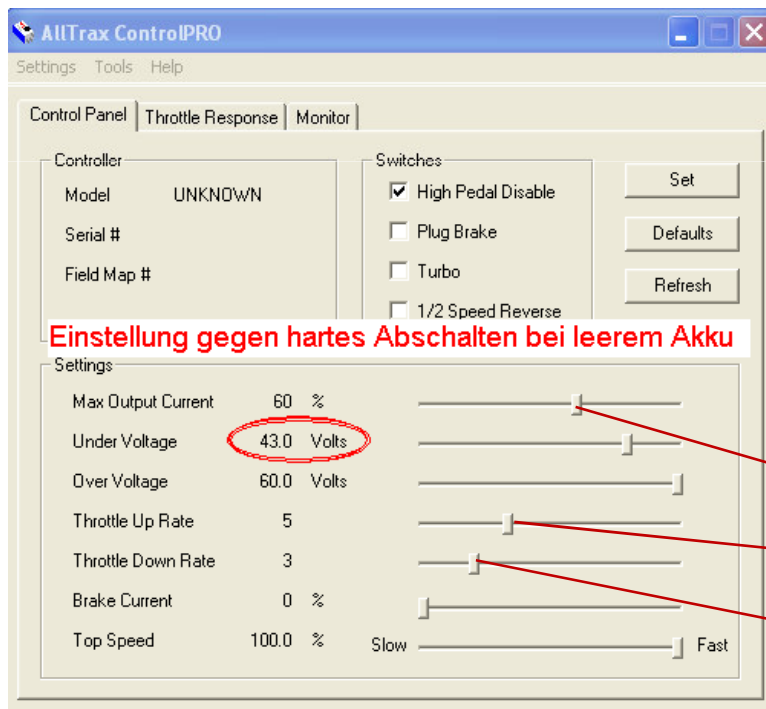 AllTrax ControlPRO
Settings Tools Help
Control Panel Throttle Response Monitor
Controller
Model UNKNOWN
Serial #
Field Map #
Switches
High Pedal Disable
Plug Brake
Turbo
1/2 Speed Reverse
Set
Defaults
Refresh
Einstellung gegen hartes Abschalten bei leerem Akku
Settings
Max Output Current 60 %
Under Voltage 43.0 Volts
Over Voltage 60.0 Volts
Throttle Up Rate 5
Throttle Down Rate 3
Brake Current 0 %
Top Speed 100.0 % Slow Fast